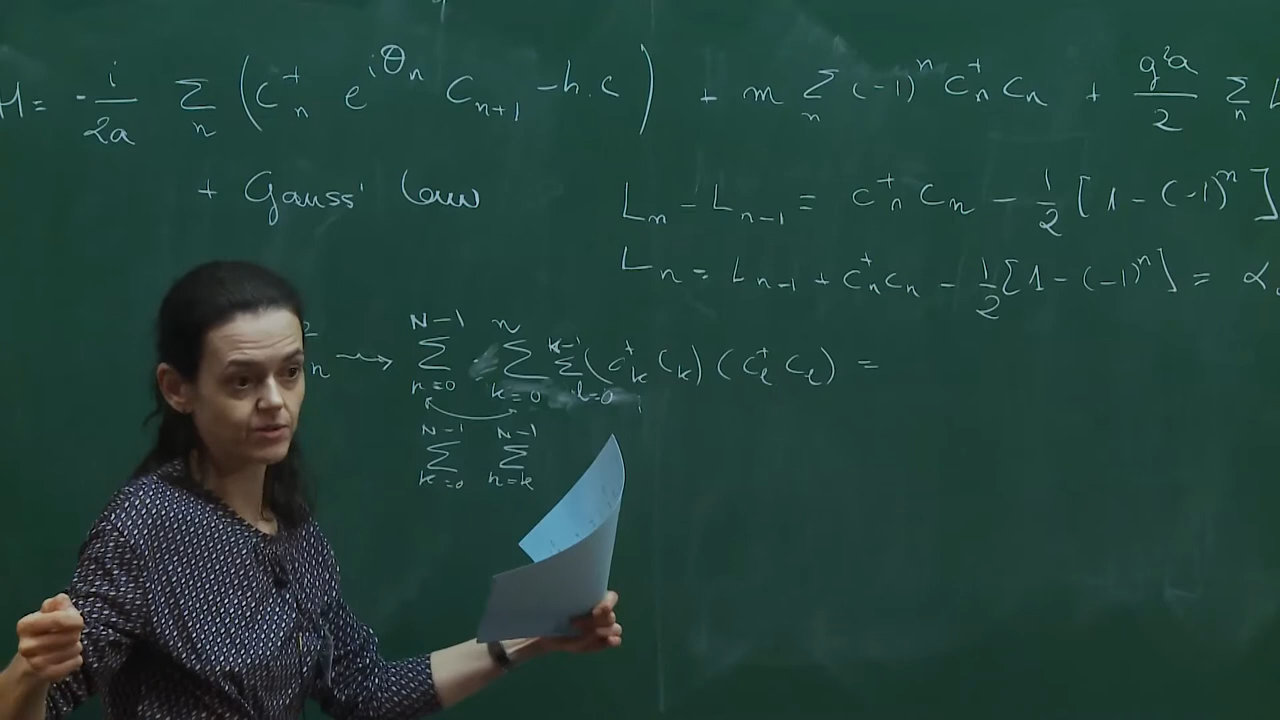 H = -i/2a Σ_n (c_n^+ e^{iθ_n} c_{n+1} - h.c) + m Σ_n (-1)^n c_n^+ c_n + g²a/2 Σ_n L
+ Gauss' law
L_n - L_{n-1} = c_n^+ c_n - 1/2 [1 - (-1)^n]
L_n = L_{n-1} + c_n^+ c_n - 1/2 [1 - (-1)^n] = α
2 n → Σ_{n=0}^{N-1} Σ_{k=0}^{n} Σ_{l=0}^{k-1} (c_k^+ c_k) (c_l^+ c_l) =
Σ_{k=0}^{N-1} Σ_{n=k}^{N-1}